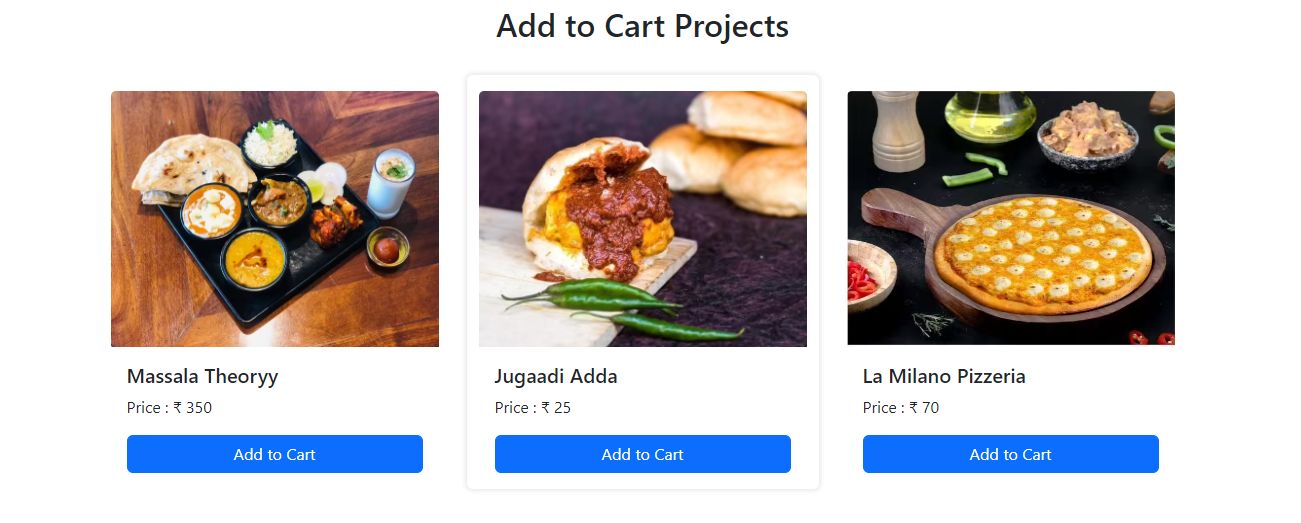 Add to Cart Projects
Massala Theoryy
Price : ₹ 350
Add to Cart
Jugaadi Adda
Price : ₹ 25
Add to Cart
La Milano Pizzeria
Price : ₹ 70
Add to Cart